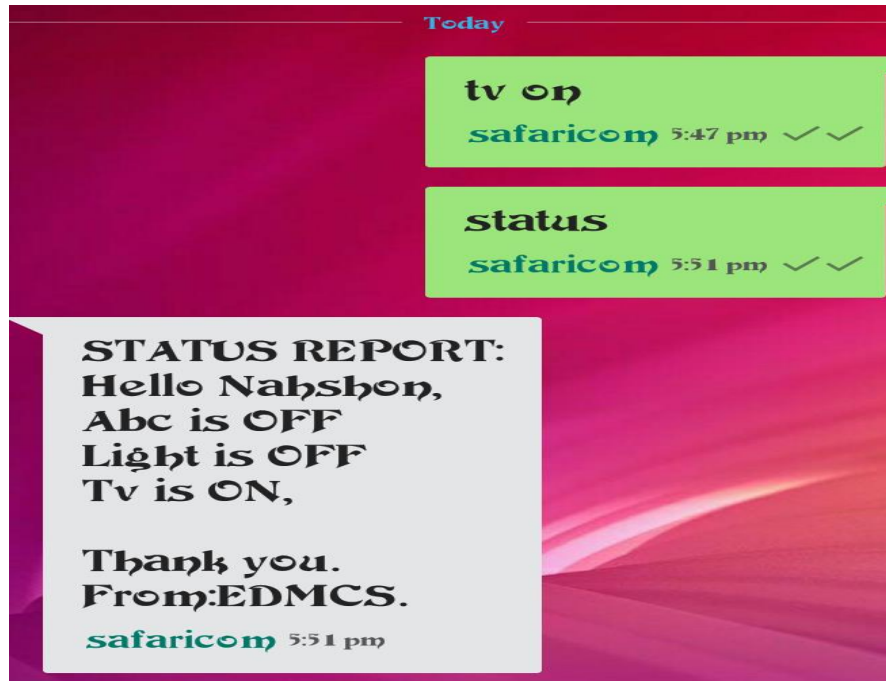 Today
tv on
safaricom 5:47 pm
status
safaricom 5:51 pm
STATUS REPORT:
Hello Nahshon,
Abc is OFF
Light is OFF
Tv is ON,
Thank you.
From:EDMCS.
safaricom 5:51 pm